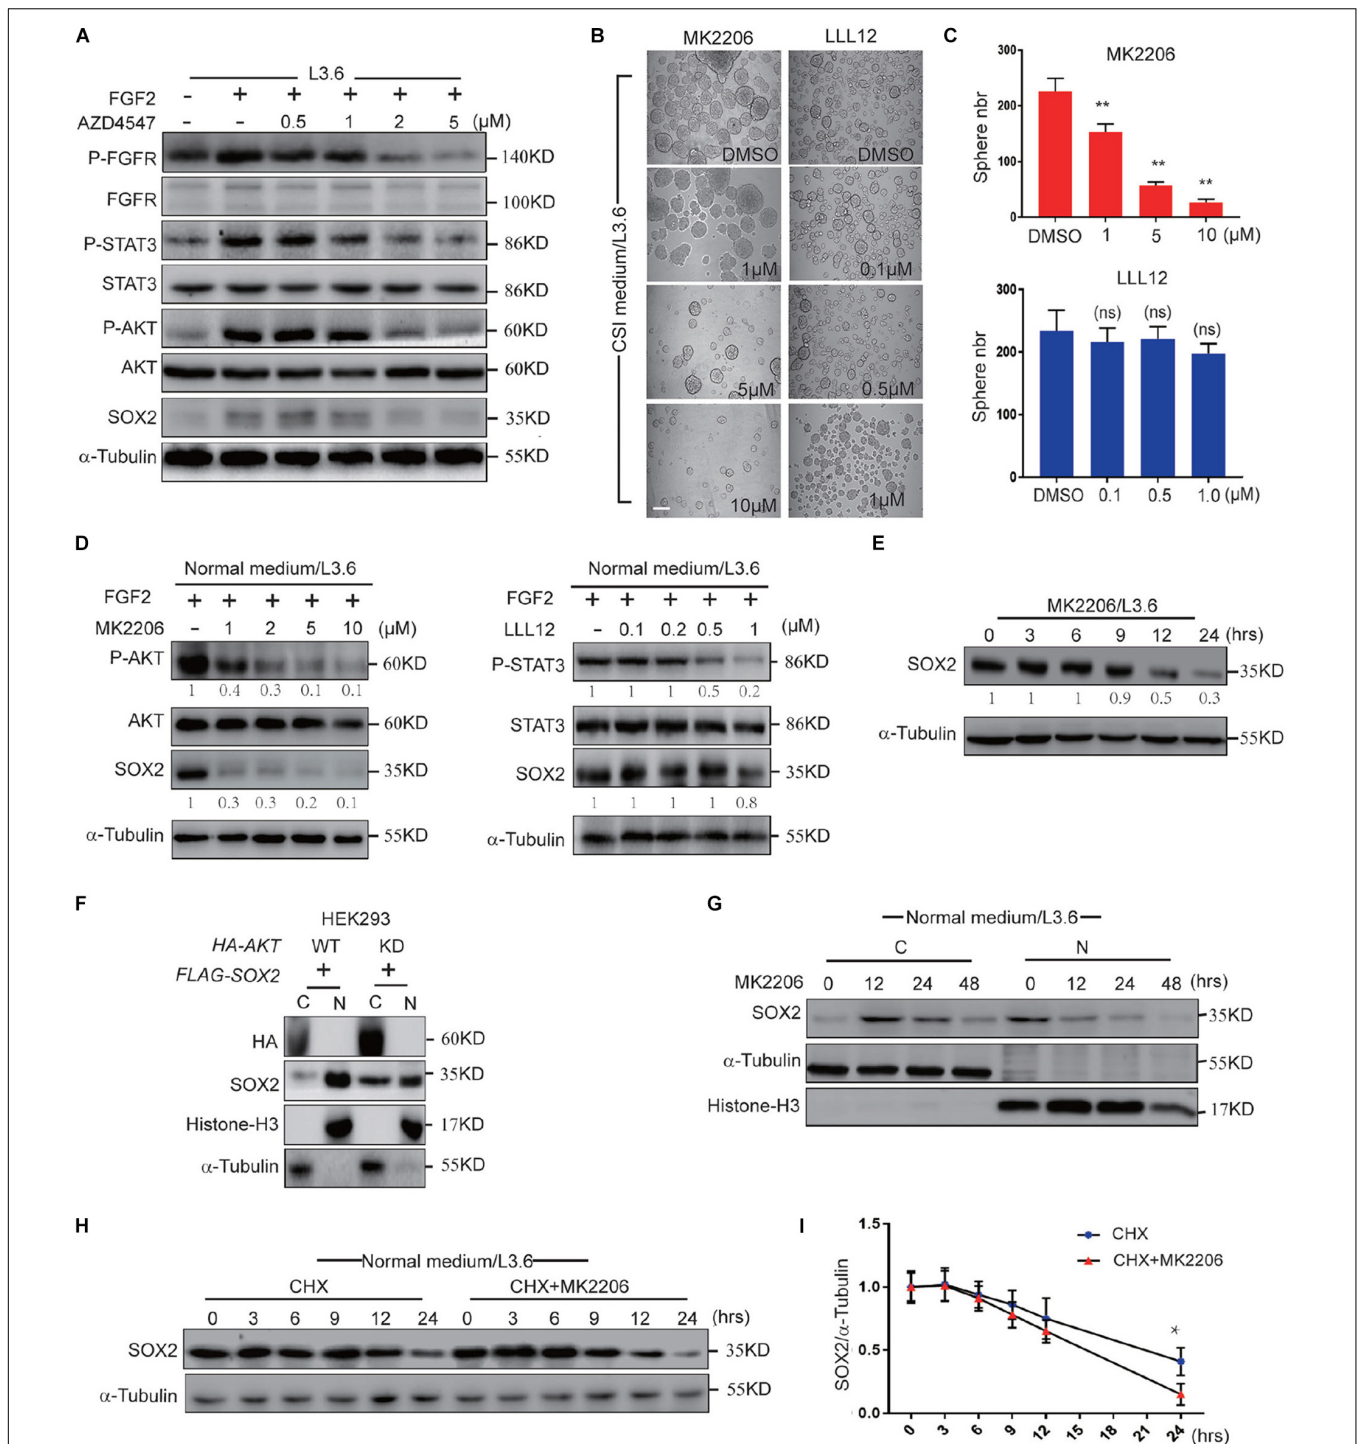 A
L3.6
FGF2 - + + + + +
AZD4547 - - 0.5 1 2 5 (μM)
P-FGFR 140KD
FGFR 100KD
P-STAT3 86KD
STAT3 86KD
P-AKT 60KD
AKT 60KD
SOX2 35KD
α-Tubulin 55KD
B
MK2206 LLL12
CSI medium/L3.6
DMSO DMSO
1μM 0.1μM
5μM 0.5μM
10μM 1μM
C
MK2206
Sphere nbr
300
200
100
0
** ** **
DMSO 1 5 10 (μM)
LLL12
Sphere nbr
300
200
100
0
(ns) (ns) (ns)
DMSO 0.1 0.5 1.0 (μM)
D
Normal medium/L3.6
FGF2 + + + + +
MK2206 - 1 2 5 10 (μM)
P-AKT 60KD
1 0.4 0.3 0.1 0.1
AKT 60KD
SOX2 35KD
1 0.3 0.3 0.2 0.1
α-Tubulin 55KD
Normal medium/L3.6
FGF2 + + + + +
LLL12 - 0.1 0.2 0.5 1 (μM)
P-STAT3 86KD
1 1 1 0.5 0.2
STAT3 86KD
SOX2 35KD
1 1 1 1 0.8
α-Tubulin 55KD
E
MK2206/L3.6
0 3 6 9 12 24 (hrs)
SOX2 35KD
1 1 1 0.9 0.5 0.3
α-Tubulin 55KD
F
HEK293
HA-AKT WT KD
FLAG-SOX2 + +
C N C N
HA 60KD
SOX2 35KD
Histone-H3 17KD
α-Tubulin 55KD
G
Normal medium/L3.6
C N
MK2206 0 12 24 48 0 12 24 48 (hrs)
SOX2 35KD
α-Tubulin 55KD
Histone-H3 17KD
H
Normal medium/L3.6
CHX CHX+MK2206
0 3 6 9 12 24 0 3 6 9 12 24 (hrs)
SOX2 35KD
α-Tubulin 55KD
I
SOX2/α-Tubulin
1.5
1.0
0.5
0.0
CHX
CHX+MK2206
*
0 3 6 9 12 15 18 21 24 (hrs)